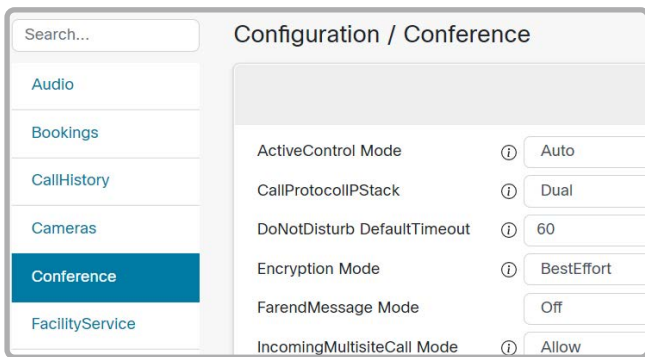 Search...
Configuration / Conference
Audio
Bookings
CallHistory
Cameras
Conference
FacilityService
ActiveControl Mode Auto
CallProtocolIPStack Dual
DoNotDisturb DefaultTimeout 60
Encryption Mode BestEffort
FarendMessage Mode Off
IncomingMultisiteCall Mode Allow